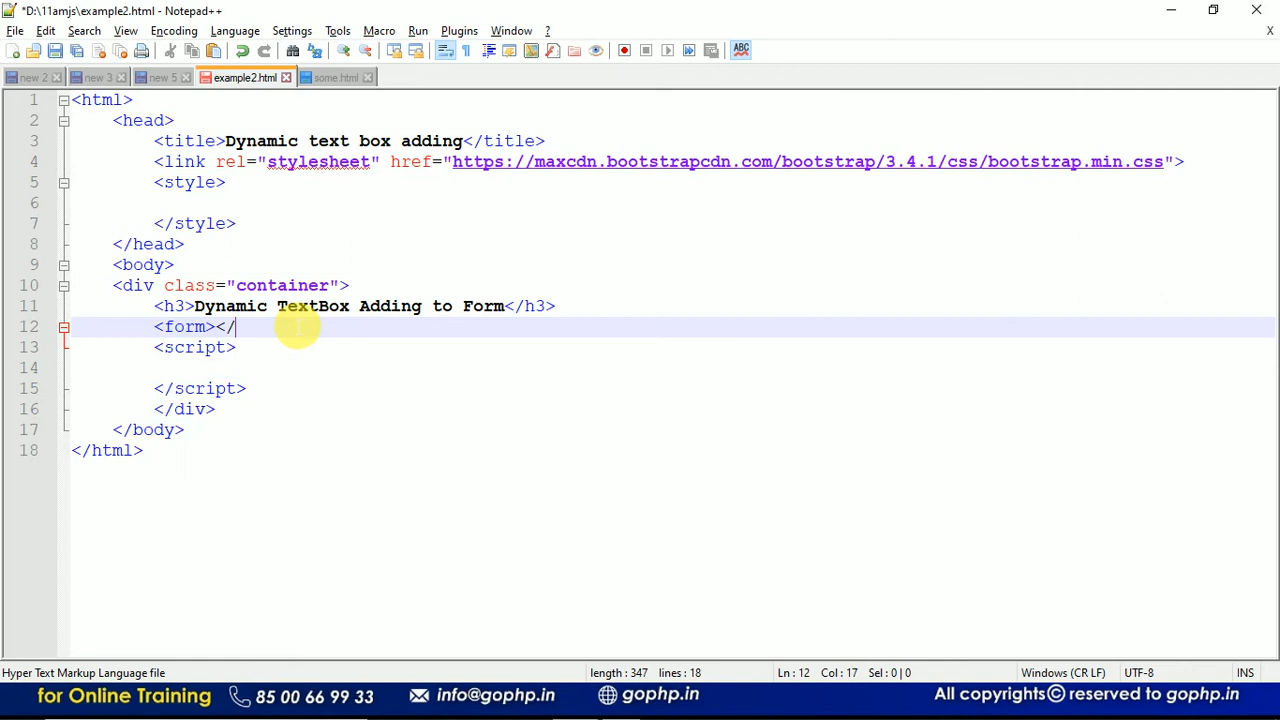 *D:\11amjs\example2.html - Notepad++
File Edit Search View Encoding Language Settings Tools Macro Run Plugins Window ? X
ABC
new 2 new 3 new 5 example2.html some.html
1 <html>
2 <head>
3 <title>Dynamic text box adding</title>
4 <link rel="stylesheet" href="https://maxcdn.bootstrapcdn.com/bootstrap/3.4.1/css/bootstrap.min.css">
5 <style>
6
7 </style>
8 </head>
9 <body>
10 <div class="container">
11 <h3>Dynamic TextBox Adding to Form</h3>
12 <form></
13 <script>
14
15 </script>
16 </div>
17 </body>
18 </html>
Hyper Text Markup Language file length : 347 lines : 18 Ln : 12 Col : 17 Sel : 0 | 0 Windows (CR LF) UTF-8 INS
for Online Training 85 00 66 99 33 info@gophp.in gophp.in All copyrights© reserved to gophp.in